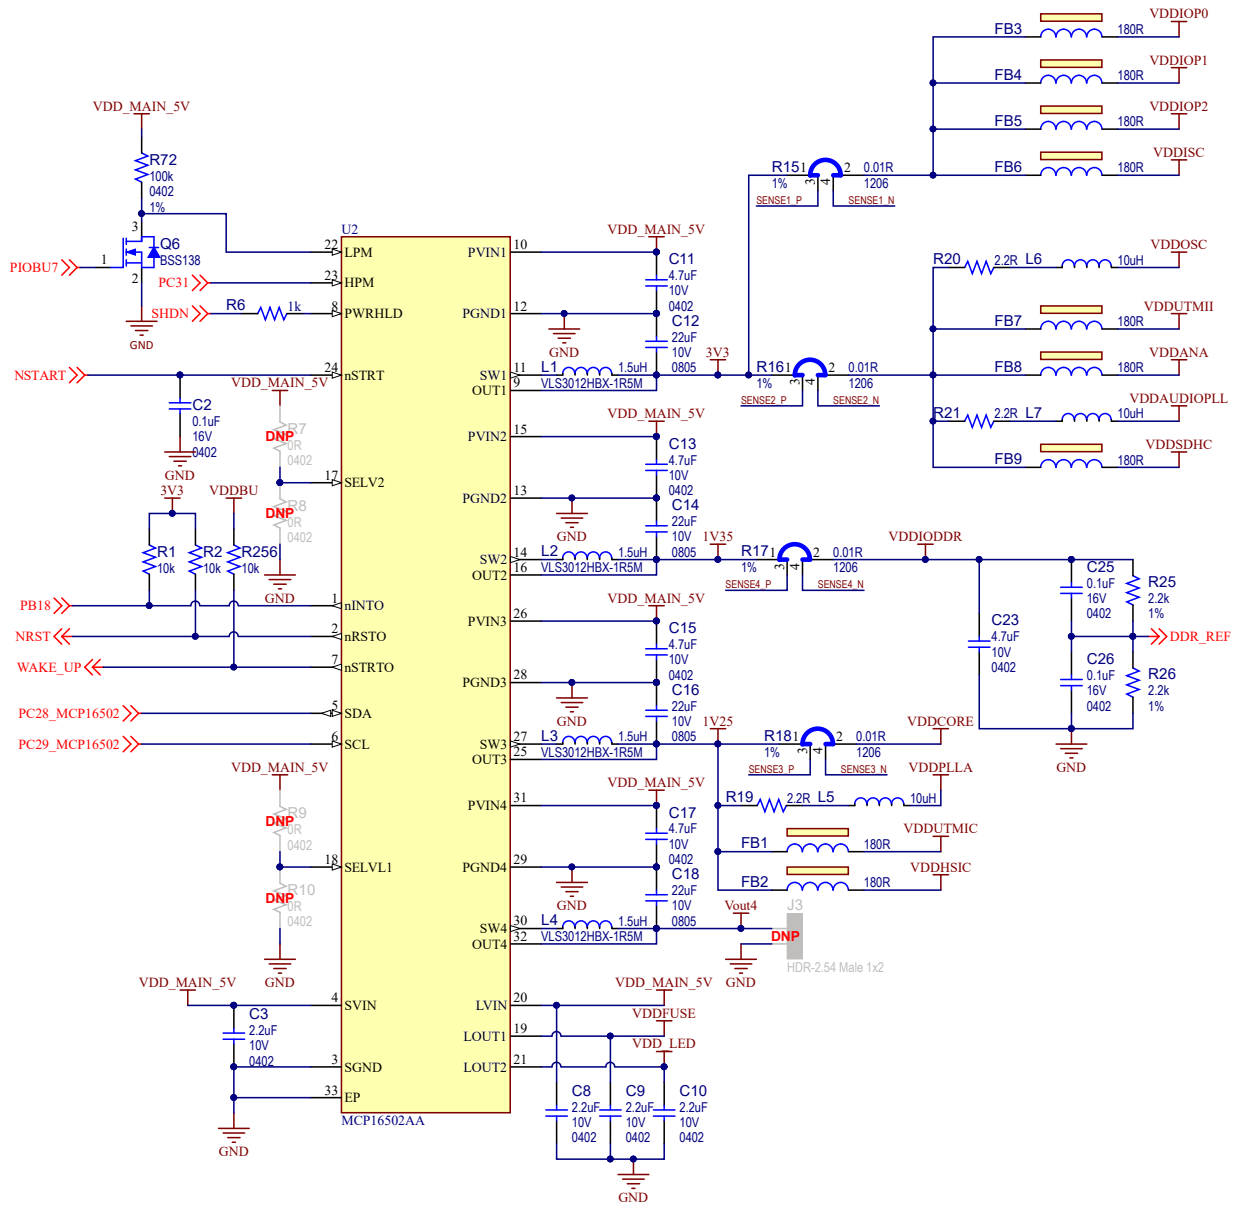 VDDIOP0
FB3 180R
VDDIOP1
FB4 180R
VDDIOP2
FB5 180R
VDDISC
FB6 180R
R15 1 2 0.01R
1% 3 4 1206
SENSE1_P SENSE1_N
VDD_MAIN_5V
R72
100k
0402
1%
3
Q6
BSS138
PIOBU7 1
2
GND
PC31
SHDN R6 1k
NSTART
C2
0.1uF
16V
0402
GND
VDD_MAIN_5V
R7
DNP
0R
0402
R8
DNP
0R
0402
GND
3V3 VDDBU
R1 R2 R256
10k 10k 10k
PB18
NRST
WAKE_UP
PC28_MCP16502
PC29_MCP16502
VDD_MAIN_5V
R9
DNP
0R
0402
R10
DNP
0R
0402
GND
VDD_MAIN_5V
C3
2.2uF
10V
0402
GND
U2
22 LPM PVIN1 10
23 HPM
8 PWRHLD PGND1 12
24 nSTRT SW1 11
OUT1 9
PVIN2 15
17 SELV2 PGND2 13
SW2 14
OUT2 16
1 nINTO PVIN3 26
2 nRSTO
7 nSTRTO PGND3 28
5 SDA
6 SCL SW3 27
OUT3 25
PVIN4 31
18 SELVL1 PGND4 29
SW4 30
OUT4 32
4 SVIN LVIN 20
LOUT1 19
3 SGND LOUT2 21
33 EP
MCP16502AA
VDD_MAIN_5V
C11
4.7uF
10V
0402
GND
C12
22uF
10V
0805
L1 1.5uH
VLS3012HBX-1R5M
3V3
R16 1 2 0.01R
1% 3 4 1206
SENSE2_P SENSE2_N
VDDOSC
R20 2.2R L6 10uH
VDDUTMII
FB7 180R
VDDANA
FB8 180R
VDDAUDIOPLL
R21 2.2R L7 10uH
VDDSDHC
FB9 180R
VDD_MAIN_5V
C13
4.7uF
10V
0402
GND
C14
22uF
10V
0805
L2 1.5uH
VLS3012HBX-1R5M
1V35
R17 1 2 0.01R
1% 3 4 1206
SENSE4_P SENSE4_N
VDDIODDR
C23
4.7uF
10V
0402
C25
0.1uF
16V
0402
R25
2.2k
1%
DDR_REF
C26
0.1uF
16V
0402
R26
2.2k
1%
GND
VDD_MAIN_5V
C15
4.7uF
10V
0402
GND
C16
22uF
10V
0805
L3 1.5uH
VLS3012HBX-1R5M
1V25
R18 1 2 0.01R
1% 3 4 1206
SENSE3_P SENSE3_N
VDDCORE
VDDPLLA
R19 2.2R L5 10uH
VDDUTMIC
FB1 180R
VDDHSIC
FB2 180R
VDD_MAIN_5V
C17
4.7uF
10V
0402
GND
C18
22uF
10V
0805
L4 1.5uH
VLS3012HBX-1R5M
Vout4
J3
DNP
HDR-2.54 Male 1x2
GND
VDD_MAIN_5V
VDDFUSE
VDD_LED
C8 C9 C10
2.2uF 2.2uF 2.2uF
10V 10V 10V
0402 0402 0402
GND